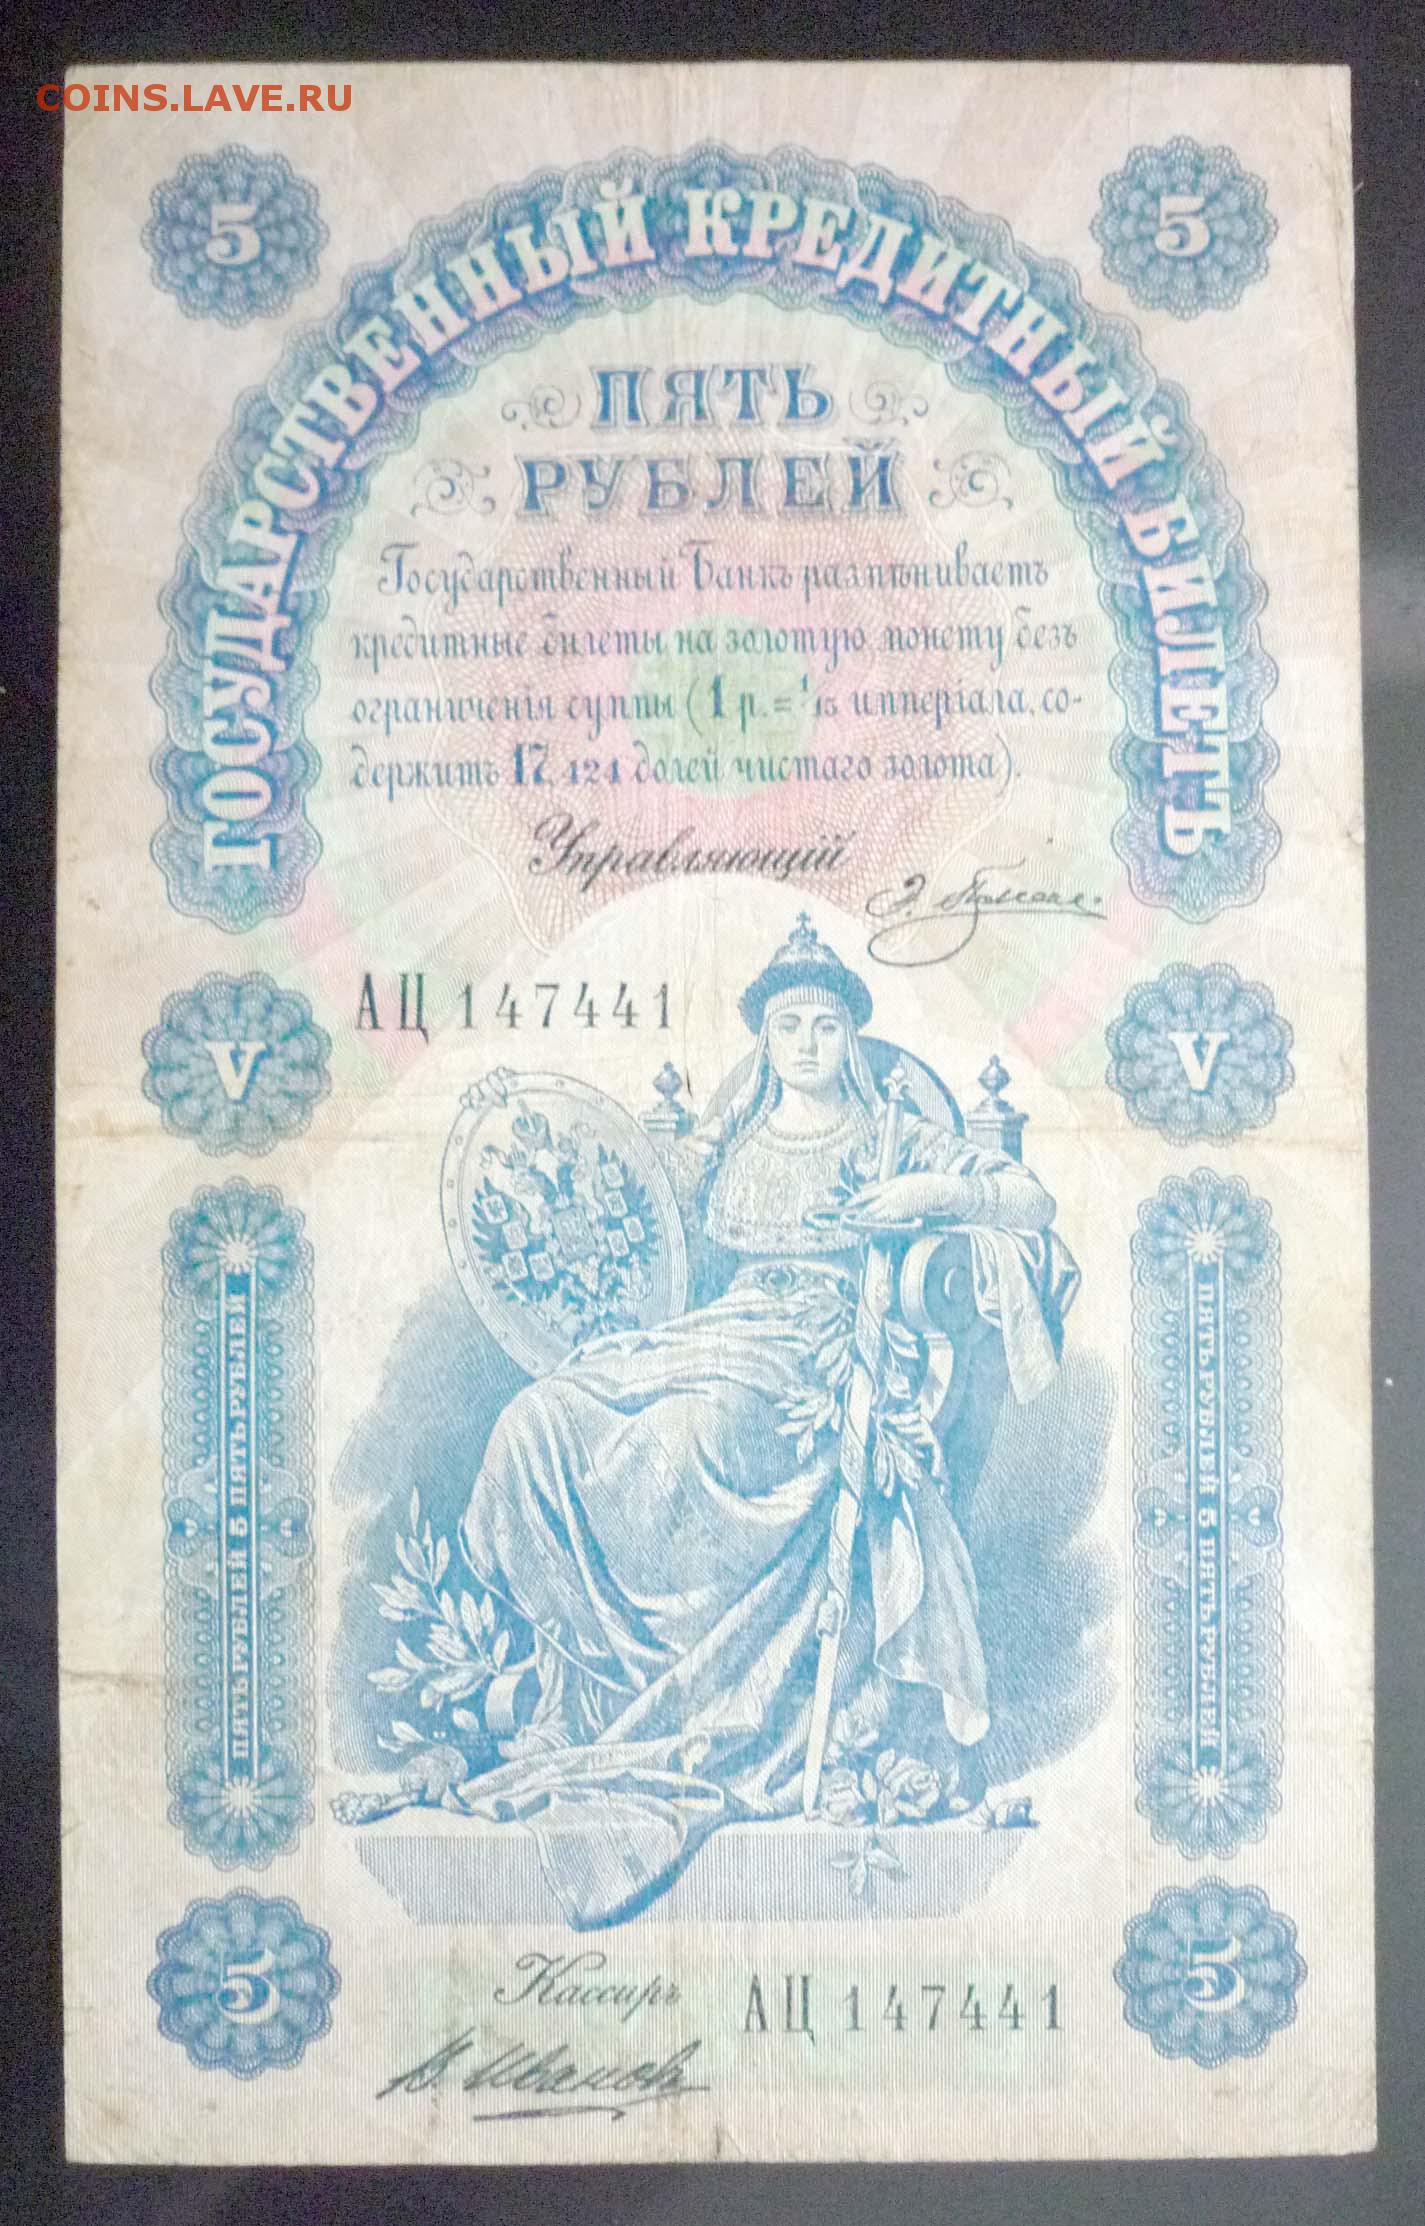 COINS.LAVE.RU
5 5
ГОСУДАРСТВЕННЫЙ КРЕДИТНЫЙ БИЛЕТЪ
ПЯТЬ
РУБЛЕЙ
Государственный Банкъ размѣниваетъ
кредитные билеты на золотую монету безъ
ограниченія суммы (1 р. = 1/15 имперіала, со-
держитъ 17,424 долей чистаго золота).
Управляющій
Э. Плеске.
АЦ 147441
V V
ПЯТЬ РУБЛЕЙ 5 ПЯТЬ РУБЛЕЙ
ПЯТЬ РУБЛЕЙ 5 ПЯТЬ РУБЛЕЙ
5 5
Кассиръ
АЦ 147441
В. Ивановъ